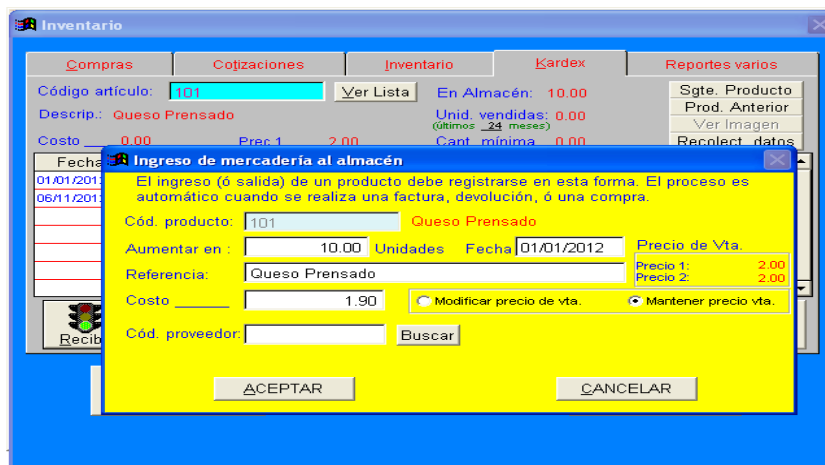 Inventario
Compras Cotizaciones Inventario Kardex Reportes varios
Código artículo: 101 Ver Lista En Almacén: 10.00 Sgte. Producto
Prod. Anterior
Descrip.: Queso Prensado Unid. vendidas: 0.00
(últimos 24 meses)
Ver Imagen
Costo 0.00 Prec.1 2.00 Cant. mínima 0.00 Recolect. datos
Fecha
Ingreso de mercadería al almacén
01/01/201
06/11/201
El ingreso (ó salida) de un producto debe registrarse en esta forma. El proceso es
automático cuando se realiza una factura, devolución, ó una compra.
Cód. producto: 101 Queso Prensado
Aumentar en : 10.00 Unidades Fecha 01/01/2012 Precio de Vta.
Precio 1: 2.00
Precio 2: 2.00
Referencia: Queso Prensado
Costo 1.90 Modificar precio de vta. Mantener precio vta.
Recib
Cód. proveedor: Buscar
ACEPTAR CANCELAR